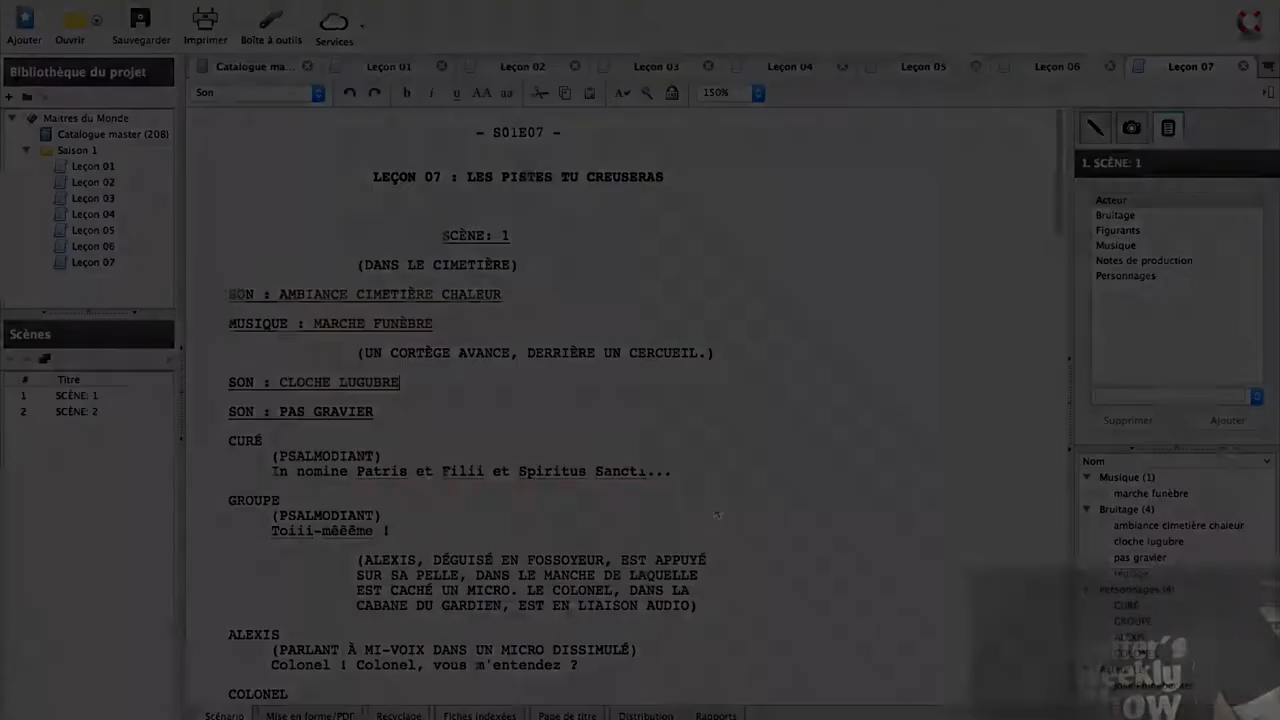 Ajouter Ouvrir Sauvegarder Imprimer Boîte à outils Services
Bibliothèque du projet
Catalogue ma... Leçon 01 Leçon 02 Leçon 03 Leçon 04 Leçon 05 Leçon 06 Leçon 07
Son b i u AA aa 150%
Maitres du Monde
Catalogue master (208)
Saison 1
Leçon 01
Leçon 02
Leçon 03
Leçon 04
Leçon 05
Leçon 06
Leçon 07
Scènes
# Titre
1 SCÈNE: 1
2 SCÈNE: 2
- S01E07 -
LEÇON 07 : LES PISTES TU CREUSERAS
SCÈNE: 1
(DANS LE CIMETIÈRE)
SON : AMBIANCE CIMETIÈRE CHALEUR
MUSIQUE : MARCHE FUNÈBRE
(UN CORTÈGE AVANCE, DERRIÈRE UN CERCUEIL.)
SON : CLOCHE LUGUBRE
SON : PAS GRAVIER
CURÉ
(PSALMODIANT)
In nomine Patris et Filii et Spiritus Sancti...
GROUPE
(PSALMODIANT)
Toiii-mêêême !
(ALEXIS, DÉGUISÉ EN FOSSOYEUR, EST APPUYÉ
SUR SA PELLE, DANS LE MANCHE DE LAQUELLE
EST CACHÉ UN MICRO. LE COLONEL, DANS LA
CABANE DU GARDIEN, EST EN LIAISON AUDIO)
ALEXIS
(PARLANT À MI-VOIX DANS UN MICRO DISSIMULÉ)
Colonel ! Colonel, vous m'entendez ?
COLONEL
Scénario Mise en forme/PDF Recyclage Fiches indexées Page de titre Distribution Rapports
1. SCÈNE: 1
Acteur
Bruitage
Figurants
Musique
Notes de production
Personnages
Supprimer Ajouter
Nom
Musique (1)
marche funèbre
Bruitage (4)
ambiance cimetière chaleur
cloche lugubre
pas gravier
Personnages (4)
CURÉ
GROUPE
ALEXIS